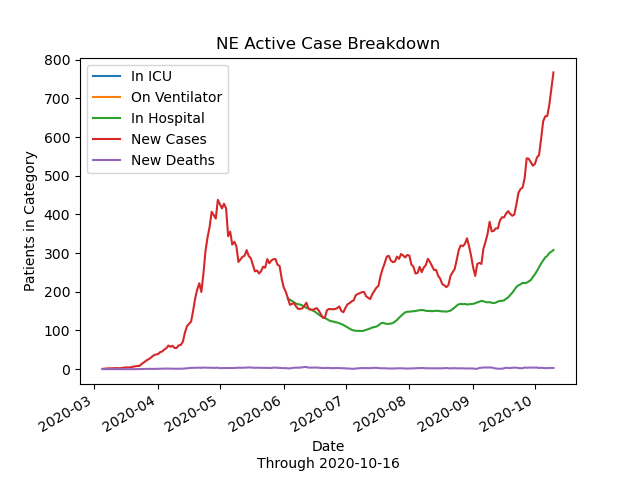 NE Active Case Breakdown
800
700
600
500
400
300
200
100
0
Patients in Category
In ICU
On Ventilator
In Hospital
New Cases
New Deaths
2020-03
2020-04
2020-05
2020-06
2020-07
2020-08
2020-09
2020-10
Date
Through 2020-10-16